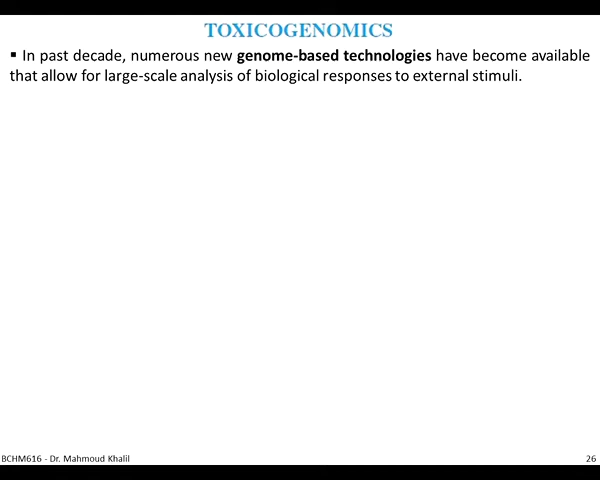 TOXICOGENOMICS
▪ In past decade, numerous new genome-based technologies have become available
that allow for large-scale analysis of biological responses to external stimuli.
BCHM616 - Dr. Mahmoud Khalil
26